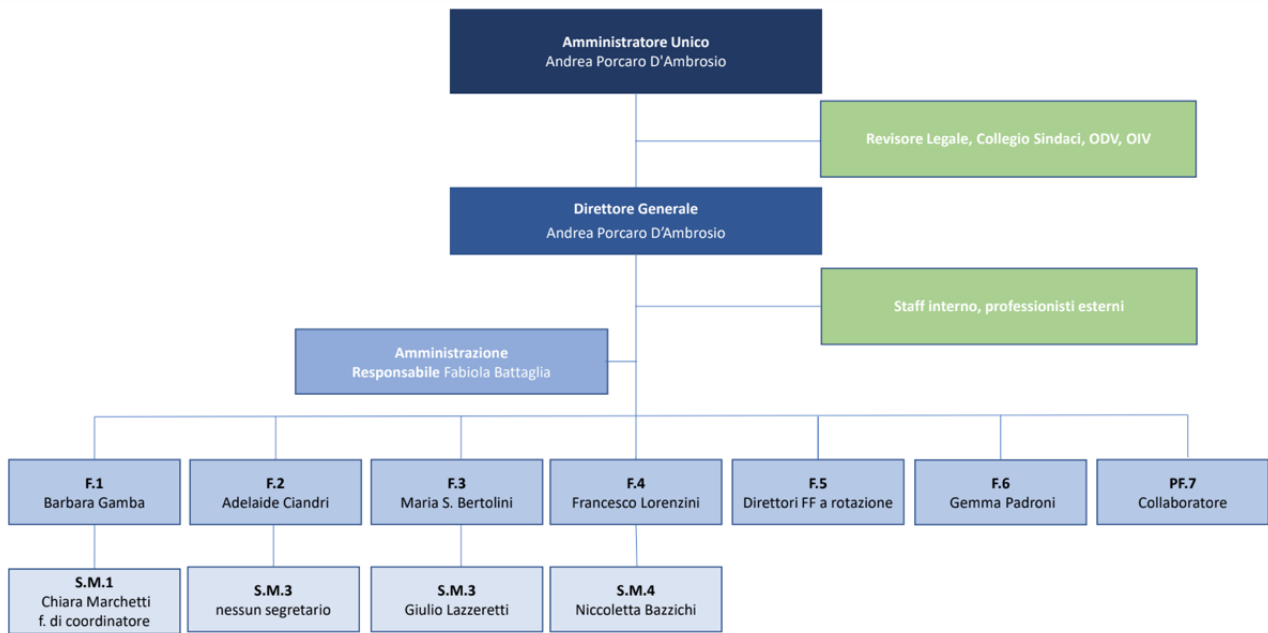 Amministratore Unico
Andrea Porcaro D'Ambrosio
Revisore Legale, Collegio Sindaci, ODV, OIV
Direttore Generale
Andrea Porcaro D’Ambrosio
Staff interno, professionisti esterni
Amministrazione
Responsabile Fabiola Battaglia
F.1
Barbara Gamba
F.2
Adelaide Ciandri
F.3
Maria S. Bertolini
F.4
Francesco Lorenzini
F.5
Direttori FF a rotazione
F.6
Gemma Padroni
PF.7
Collaboratore
S.M.1
Chiara Marchetti
f. di coordinatore
S.M.3
nessun segretario
S.M.3
Giulio Lazzeretti
S.M.4
Niccoletta Bazzichi